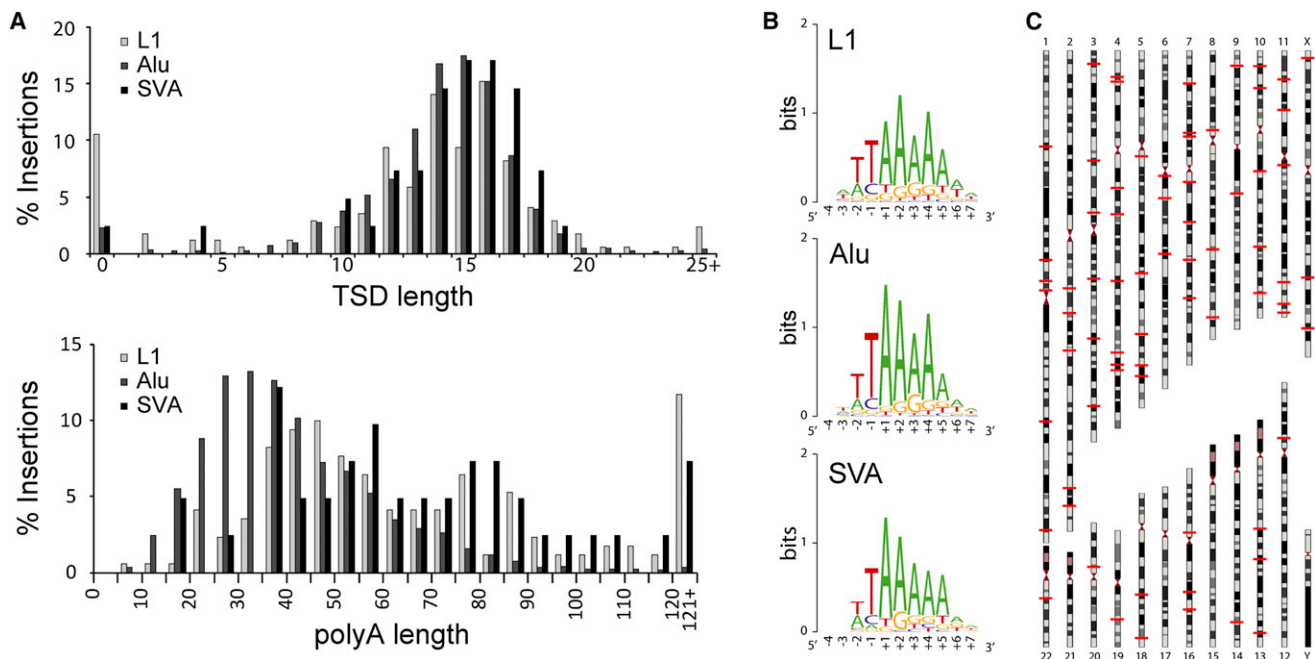 A
20
15
10
5
0
% Insertions
L1
Alu
SVA
0 5 10 15 20 25+
TSD length
15
10
5
0
% Insertions
L1
Alu
SVA
0 10 20 30 40 50 60 70 80 90 100 110 120 121+
polyA length
B
L1
2
1
0
bits
5' -4 -3 -2 -1 +1 +2 +3 +4 +5 +6 +7 3'
Alu
2
1
0
bits
5' -4 -3 -2 -1 +1 +2 +3 +4 +5 +6 +7 3'
SVA
2
1
0
bits
5' -4 -3 -2 -1 +1 +2 +3 +4 +5 +6 +7 3'
C
1 2 3 4 5 6 7 8 9 10 11 X
22 21 20 19 18 17 16 15 14 13 12 Y